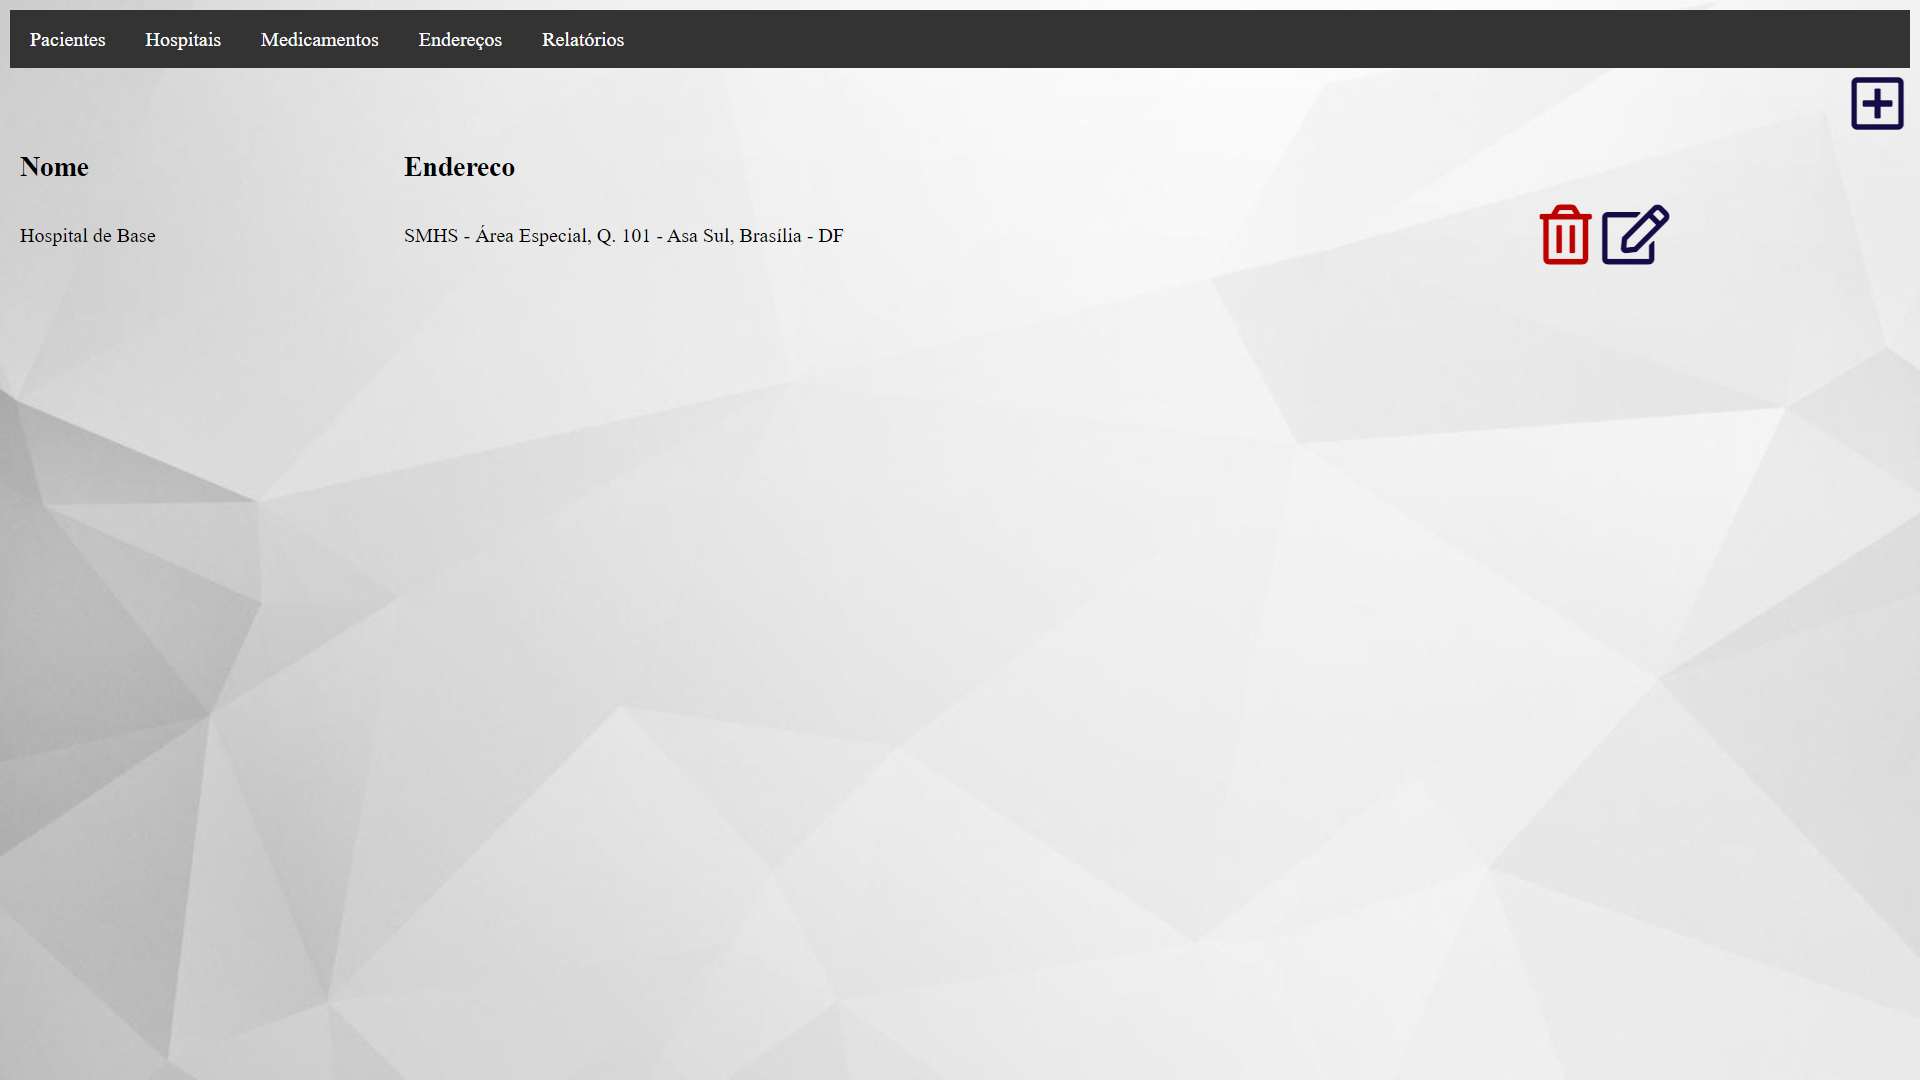 Pacientes Hospitais Medicamentos Endereços Relatórios
Nome Endereco
Hospital de Base SMHS - Área Especial, Q. 101 - Asa Sul, Brasília - DF